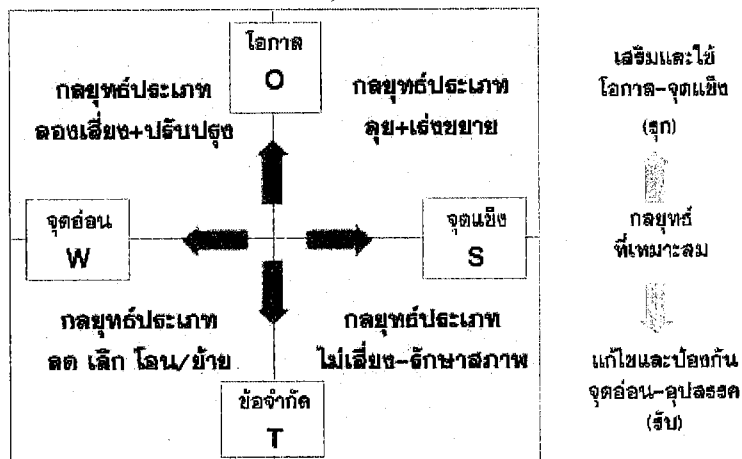 โอกาส
O
กลยุทธ์ประเภท
ลองเสี่ยง+ปรับปรุง
กลยุทธ์ประเภท
ลุย+เร่งขยาย
จุดอ่อน
W
จุดแข็ง
S
กลยุทธ์ประเภท
ลด เลิก โอน/ย้าย
กลยุทธ์ประเภท
ไม่เสี่ยง-รักษาสภาพ
ข้อจำกัด
T
เสริมและใช้
โอกาส-จุดแข็ง
(รุก)
กลยุทธ์
ที่เหมาะสม
แก้ไขและป้องกัน
จุดอ่อน-อุปสรรค
(รับ)